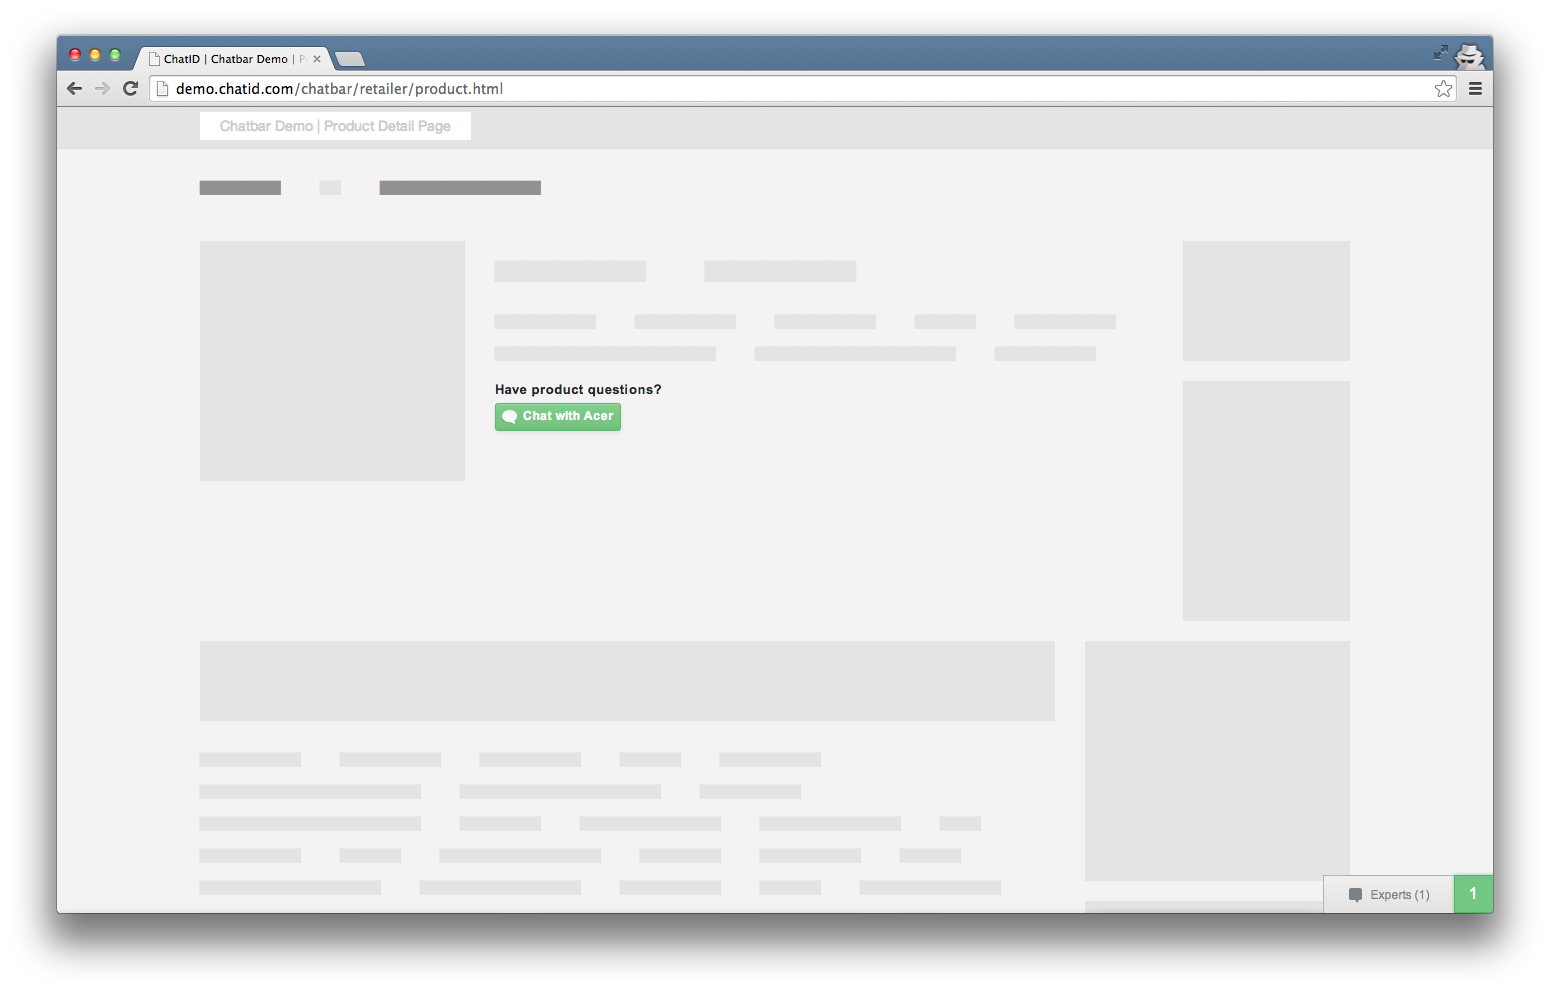 ChatID | Chatbar Demo | P
demo.chatid.com/chatbar/retailer/product.html
Chatbar Demo | Product Detail Page
Have product questions?
Chat with Acer
Experts (1)
1